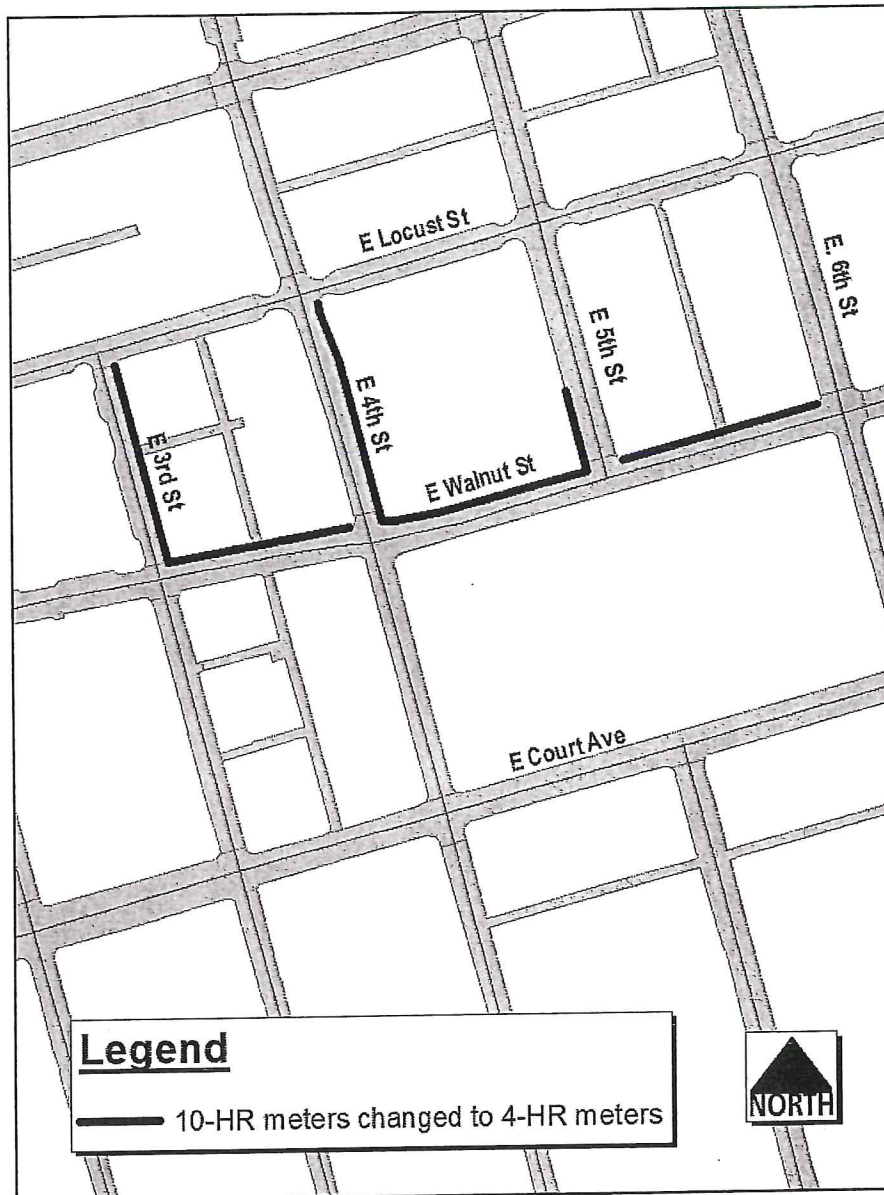 E Locust St
E. 6th St
E 5th St
E 4th St
E 3rd St
E Walnut St
E Court Ave
Legend
10-HR meters changed to 4-HR meters
NORTH